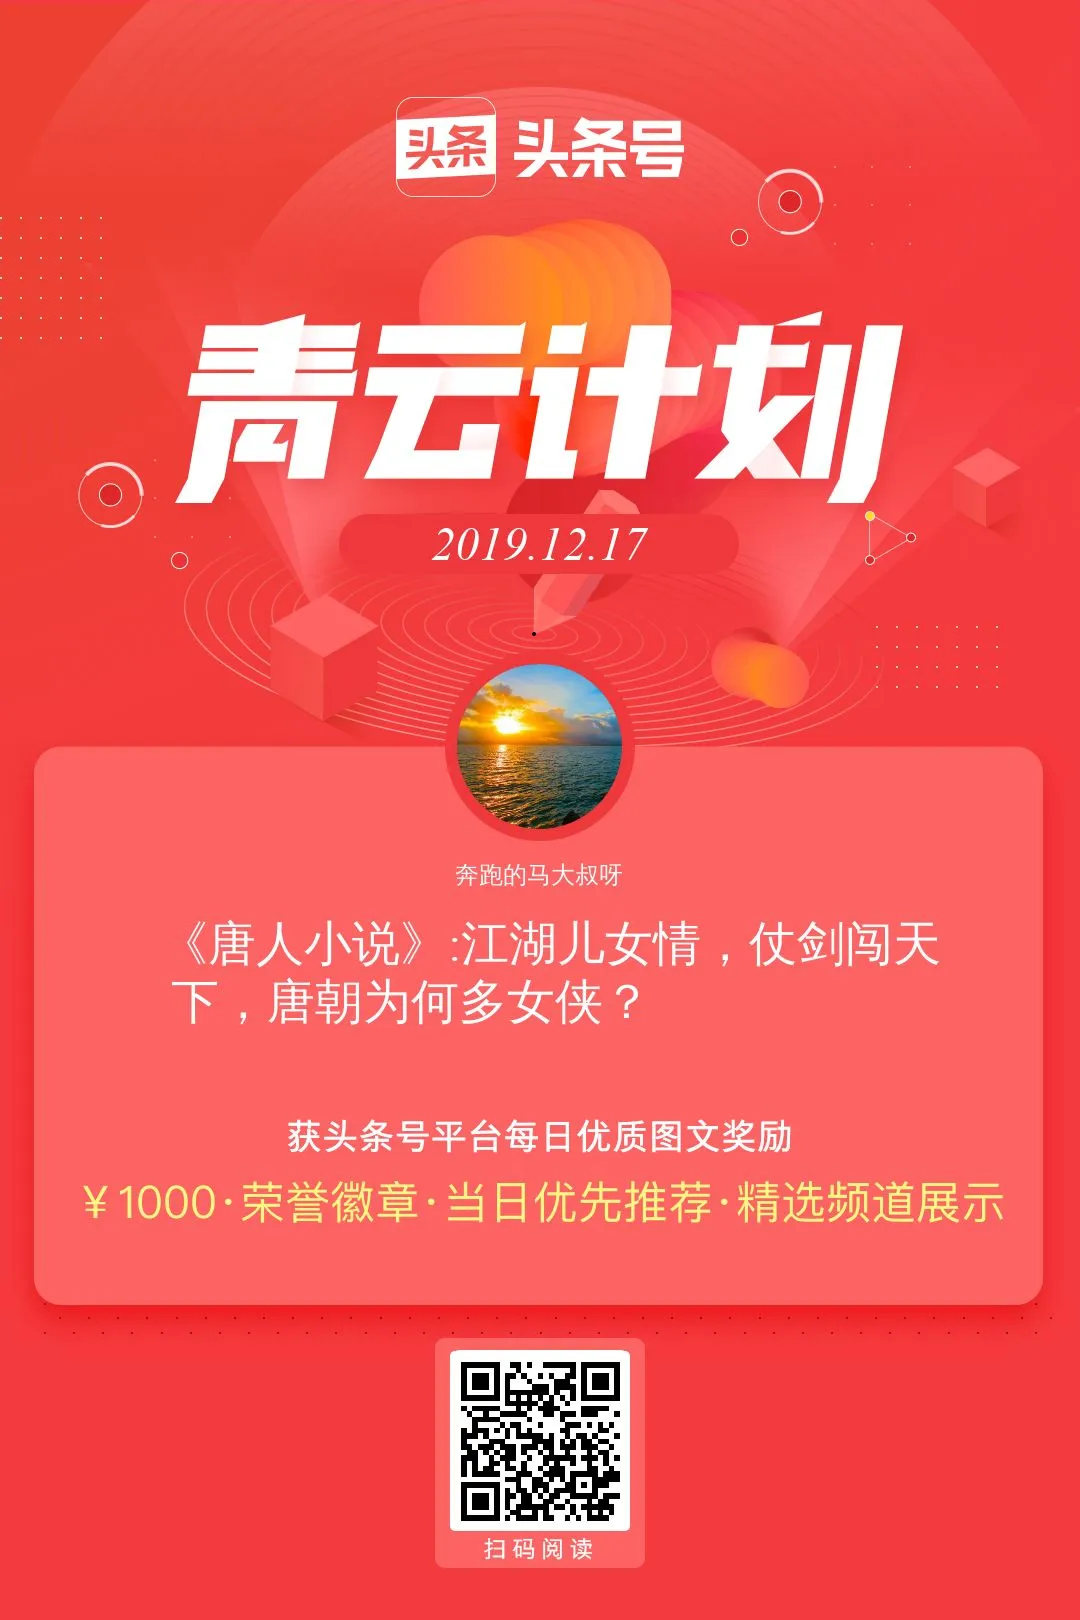 头条 头条号
青云计划
2019.12.17
奔跑的马大叔呀
《唐人小说》:江湖儿女情，仗剑闯天
下，唐朝为何多女侠？
获头条号平台每日优质图文奖励
￥1000·荣誉徽章·当日优先推荐·精选频道展示
扫码阅读